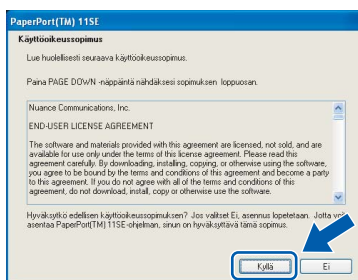 PaperPort(TM) 11SE
Käyttöoikeussopimus
Lue huolellisesti seuraava käyttöoikeussopimus.
Paina PAGE DOWN -näppäintä nähdäksesi sopimuksen loppuosan.
Nuance Communications, Inc.
END-USER LICENSE AGREEMENT
The software and materials provided with this agreement are licensed, not sold, and are
available for use only under the terms of this license agreement. Please read this
agreement carefully. By downloading, installing, copying, or otherwise using the software,
you agree to be bound by the terms and conditions of this agreement and become a party
to this agreement. If you do not agree with all of the terms and conditions of this
agreement, do not download, install, copy or otherwise use the software.
Hyväksytkö edellisen käyttöoikeussopimuksen? Jos valitset Ei, asennus lopetetaan. Jotta
asentaa PaperPort(TM) 11SE-ohjelman, sinun on hyväksyttävä tämä sopimus.
Kyllä
Ei